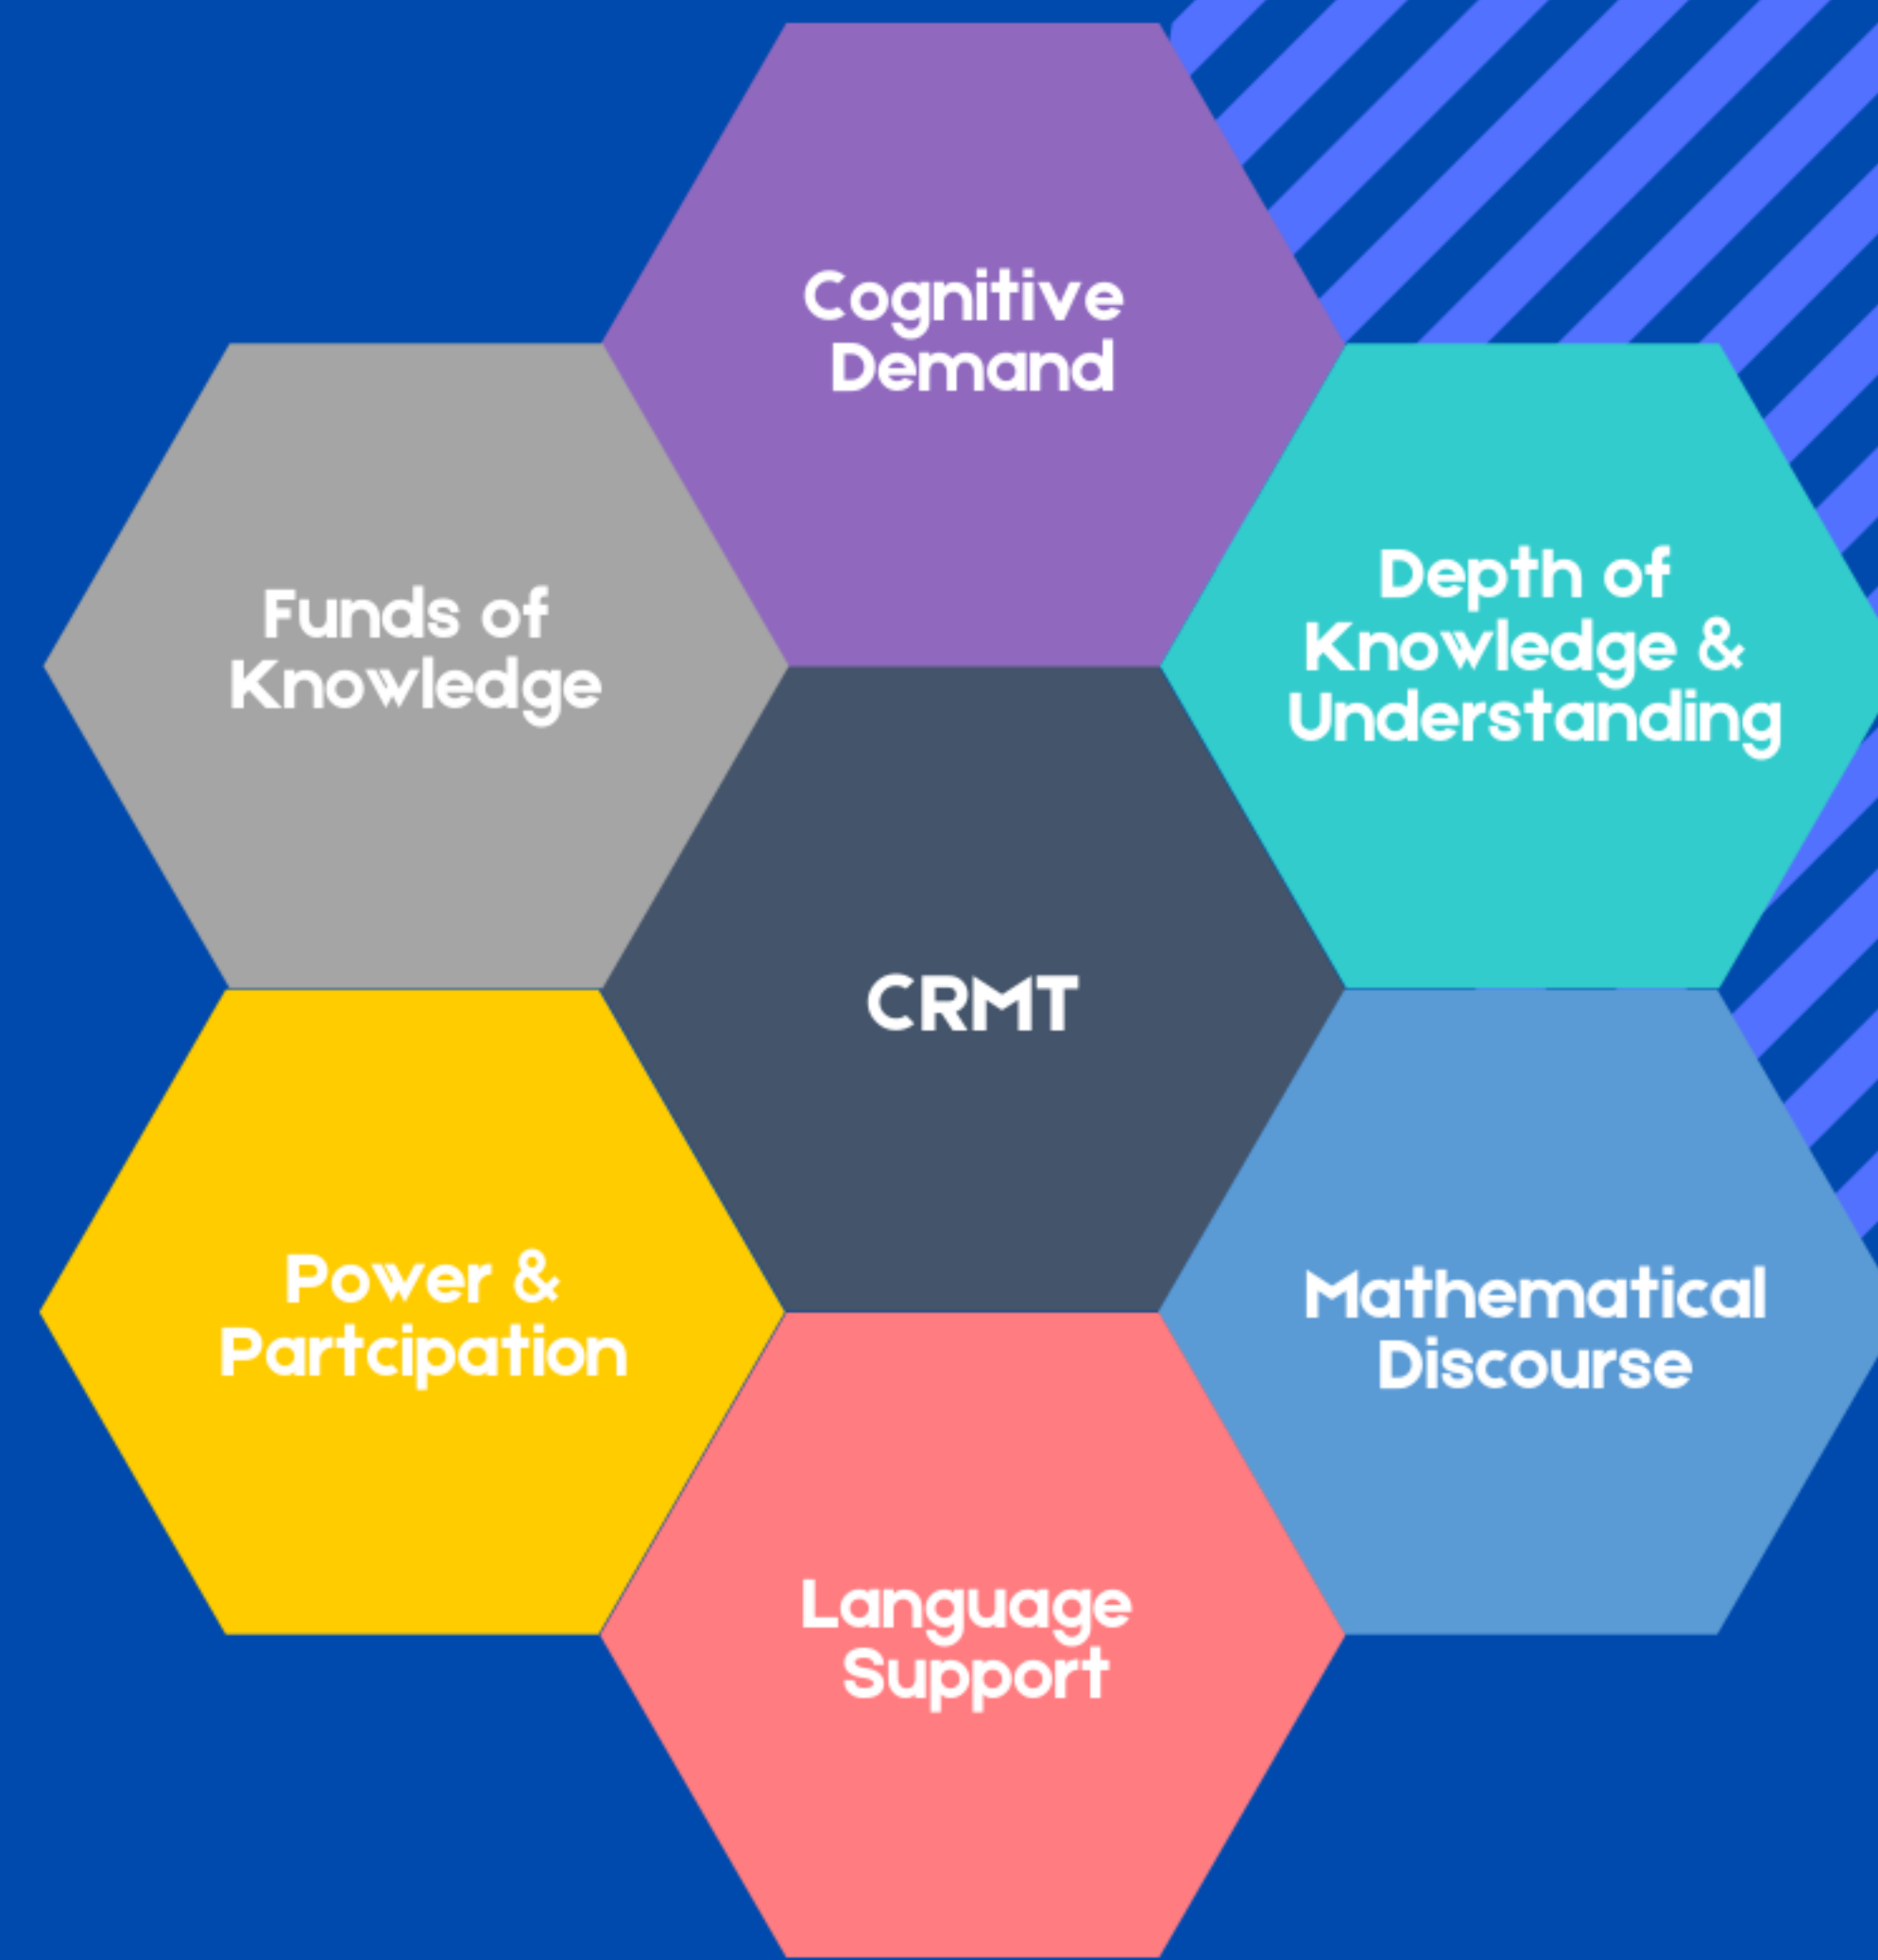 Cognitive
Demand
Funds of
Knowledge
Depth of
Knowledge &
Understanding
CRMT
Power &
Partcipation
Mathematical
Discourse
Language
Support